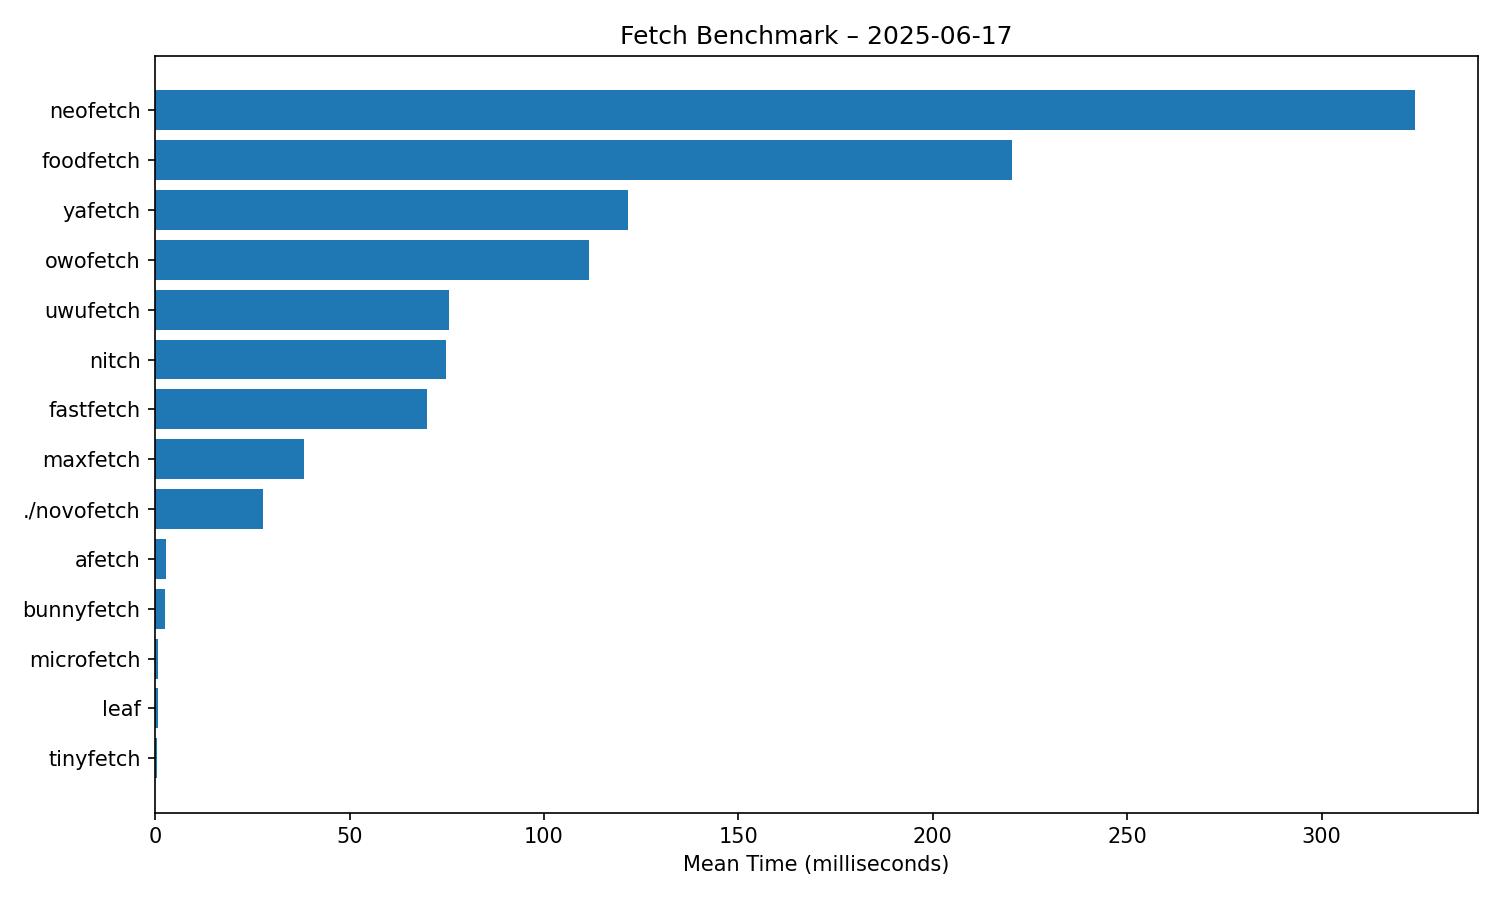 Fetch Benchmark – 2025-06-17
neofetch
foodfetch
yafetch
owofetch
uwufetch
nitch
fastfetch
maxfetch
./novofetch
afetch
bunnyfetch
microfetch
leaf
tinyfetch
0 50 100 150 200 250 300
Mean Time (milliseconds)